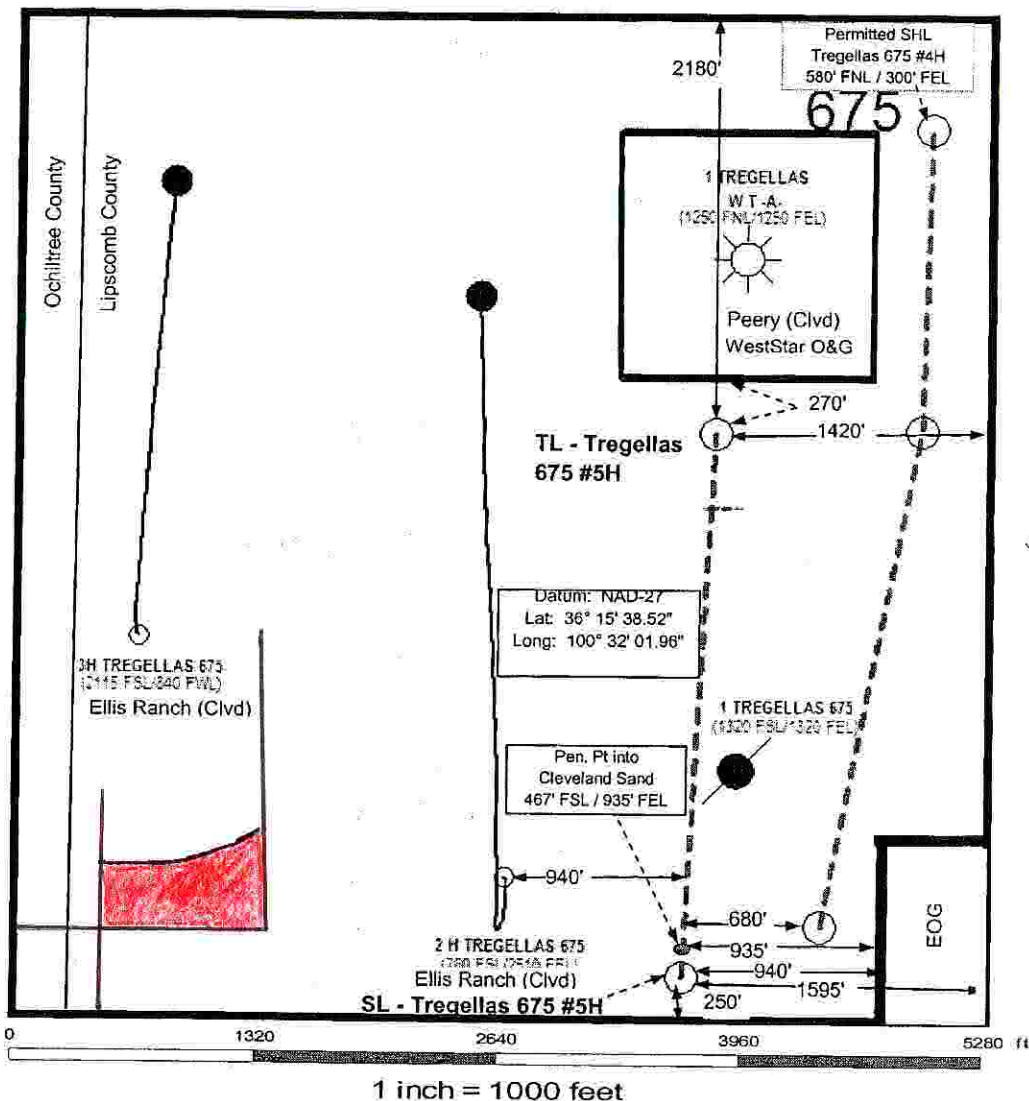 Permitted SHL
Tregellas 675 #4H
580' FNL / 300' FEL
675
2180'
Ochiltree County
Lipscomb County
1 TREGELLAS
W T -A-
(1250 FNL/1250 FEL)
Peery (Clvd)
WestStar O&G
270'
1420'
TL - Tregellas
675 #5H
Datum: NAD-27
Lat: 36° 15' 38.52"
Long: 100° 32' 01.96"
3H TREGELLAS 675
(2115 FSL/840 FWL)
Ellis Ranch (Clvd)
1 TREGELLAS 675
(1320 FSL/1320 FEL)
Pen. Pt into
Cleveland Sand
467' FSL / 935' FEL
940'
680'
935'
940'
1595'
250'
EOG
2 H TREGELLAS 675
Ellis Ranch (Clvd)
SL - Tregellas 675 #5H
0 1320 2640 3960 5280 ft
1 inch = 1000 feet